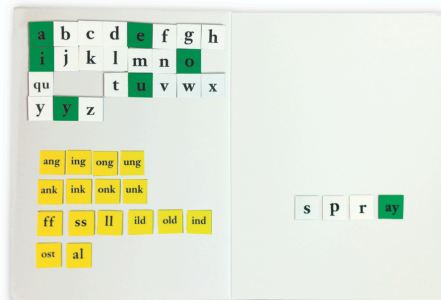 a b c d e f g h
i j k l m n o
qu t u v w x
y y z
ang ing ong ung
ank ink onk unk
ff ss ll ild old ind
ost al
s p r ay